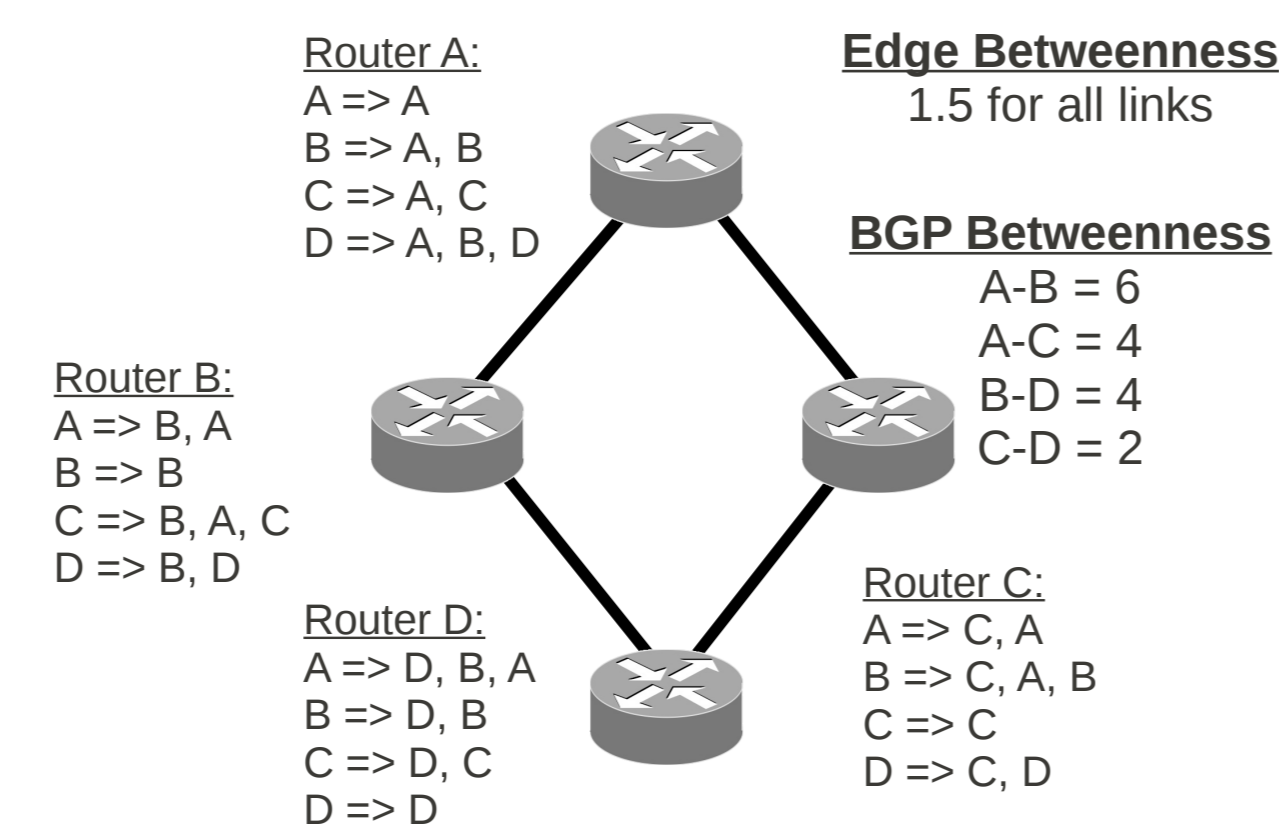 Router A:
A => A
B => A, B
C => A, C
D => A, B, D
Edge Betweenness
1.5 for all links
BGP Betweenness
A-B = 6
A-C = 4
B-D = 4
C-D = 2
Router B:
A => B, A
B => B
C => B, A, C
D => B, D
Router D:
A => D, B, A
B => D, B
C => D, C
D => D
Router C:
A => C, A
B => C, A, B
C => C
D => C, D